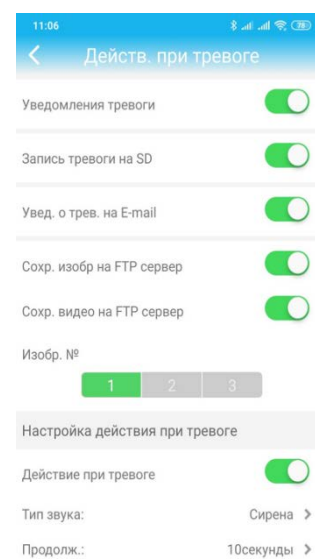 11:06
Действ. при тревоге
Уведомления тревоги
Запись тревоги на SD
Увед. о трев. на E-mail
Сохр. изобр на FTP сервер
Сохр. видео на FTP сервер
Изобр. №
1 2 3
Настройка действия при тревоге
Действие при тревоге
Тип звука: Сирена
Продолж.: 10секунды